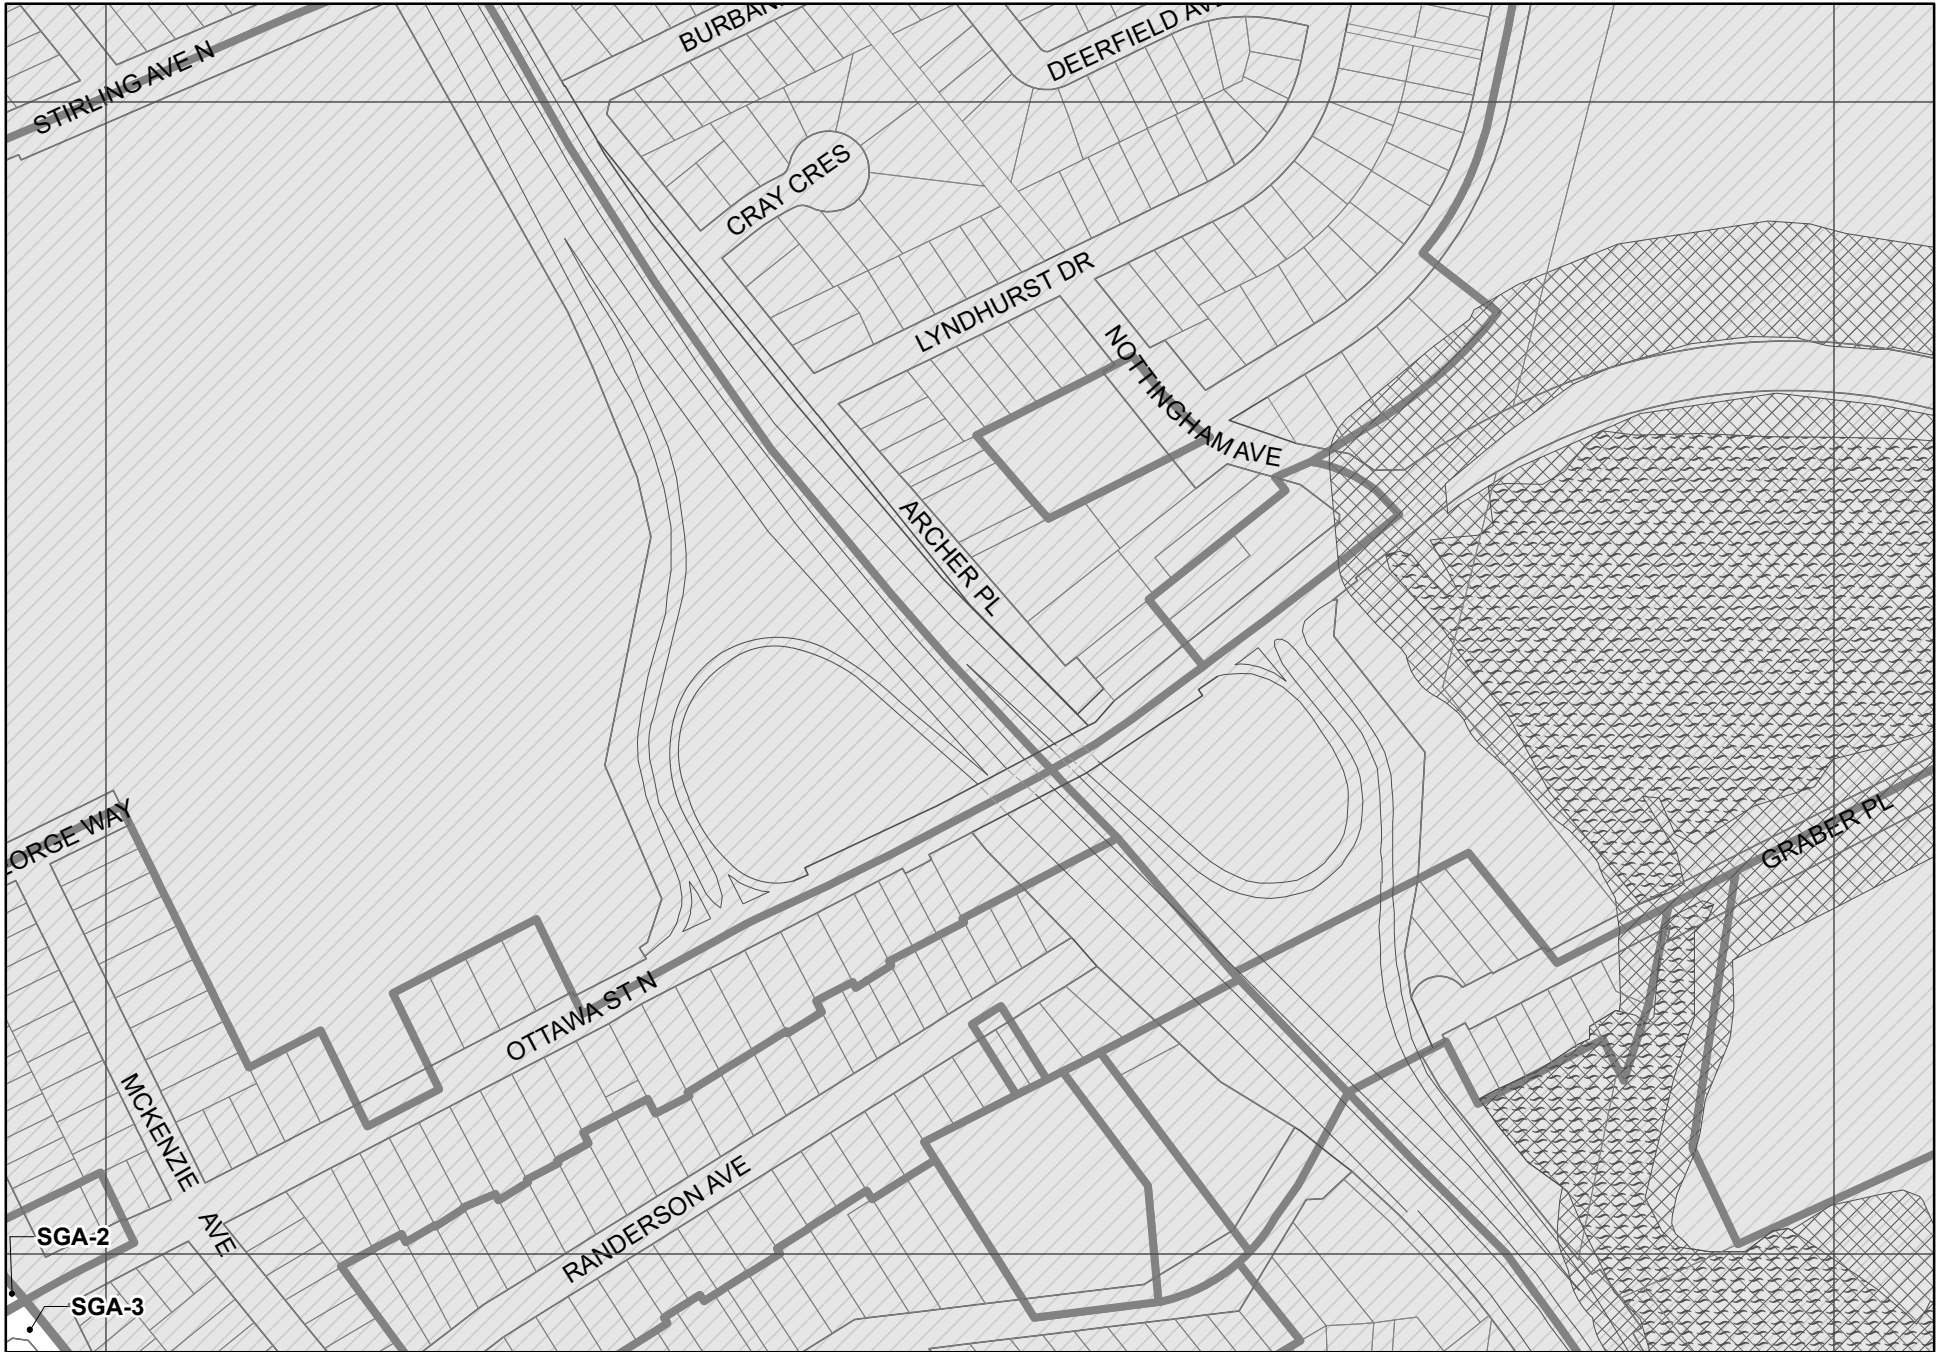 BURBAN
DEERFIELD AV
STIRLING AVE N
CRAY CRES
LYNDHURST DR
NOTTINGHAM AVE
ARCHER PL
GRABER PL
ORGE WAY
OTTAWA ST N
MCKENZIE
AVE
RANDERSON AVE
SGA-2
SGA-3